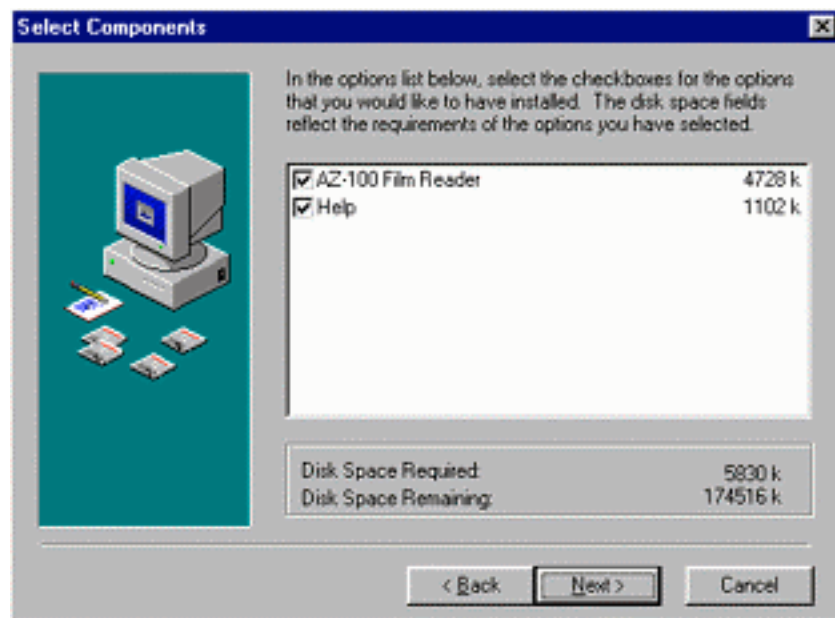 Select Components
In the options list below, select the checkboxes for the options
that you would like to have installed. The disk space fields
reflect the requirements of the options you have selected.
AZ-100 Film Reader 4728 k
Help 1102 k
Disk Space Required: 5830 k
Disk Space Remaining: 174516 k
< Back Next > Cancel